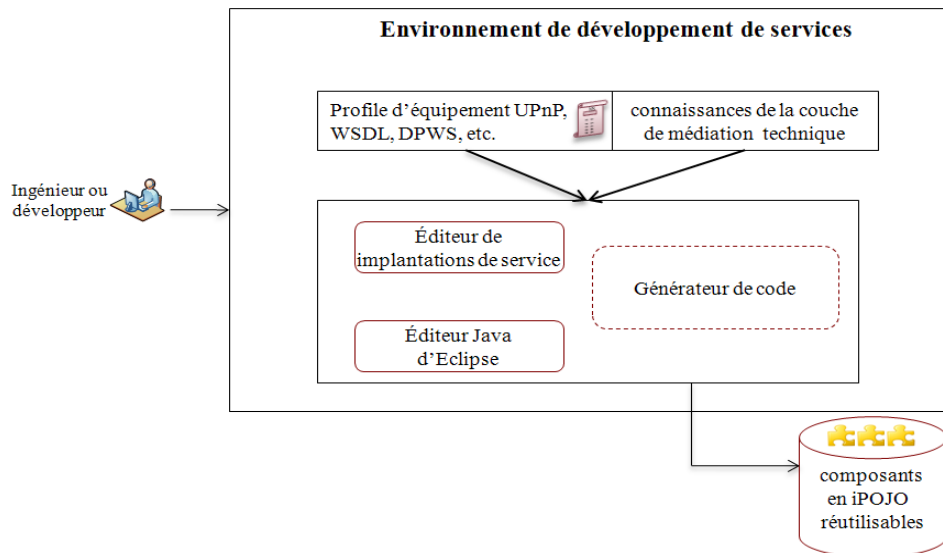 Environnement de développement de services
Profile d'équipement UPnP,
WSDL, DPWS, etc.
connaissances de la couche
de médiation technique
Ingénieur ou
développeur
Éditeur de
implantations de service
Générateur de code
Éditeur Java
d'Eclipse
composants
en iPOJO
réutilisables